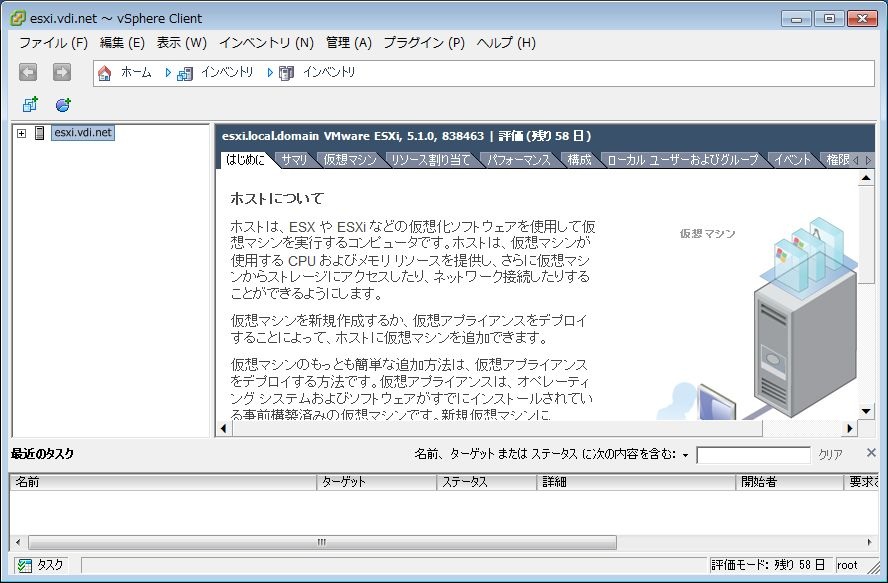 esxi.vdi.net ～ vSphere Client
ファイル (F) 編集 (E) 表示 (W) インベントリ (N) 管理 (A) プラグイン (P) ヘルプ (H)
ホーム インベントリ インベントリ
esxi.vdi.net
esxi.local.domain VMware ESXi, 5.1.0, 838463 | 評価 (残り 58 日)
はじめに サマリ 仮想マシン リソース割り当て パフォーマンス 構成 ローカル ユーザーおよびグループ イベント 権限
ホストについて
ホストは、ESX や ESXi などの仮想化ソフトウェアを使用して仮
想マシンを実行するコンピュータです。ホストは、仮想マシンが
使用する CPU およびメモリ リソースを提供し、さらに仮想マシ
ンからストレージにアクセスしたり、ネットワーク接続したりする
ことができるようにします。
仮想マシンを新規作成するか、仮想アプライアンスをデプロイ
することによって、ホストに仮想マシンを追加できます。
仮想マシンのもっとも簡単な追加方法は、仮想アプライアンス
をデプロイする方法です。仮想アプライアンスは、オペレーティ
ング システムおよびソフトウェアがすでにインストールされてい
る事前構築済みの仮想マシンです。新規仮想マシンに
仮想マシン
最近のタスク
名前、ターゲット または ステータス に次の内容を含む: クリア
名前 ターゲット ステータス 詳細 開始者 要求さ
タスク 評価モード: 残り 58 日 root